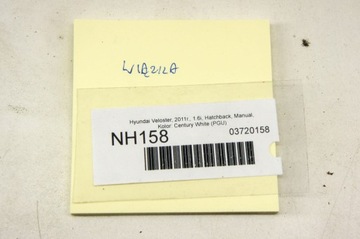 WIĄZKA
Hyundai Veloster, 2011r., 1.6i, Hatchback, Manual,
Kolor: Century White (PGU)
NH158
03720158